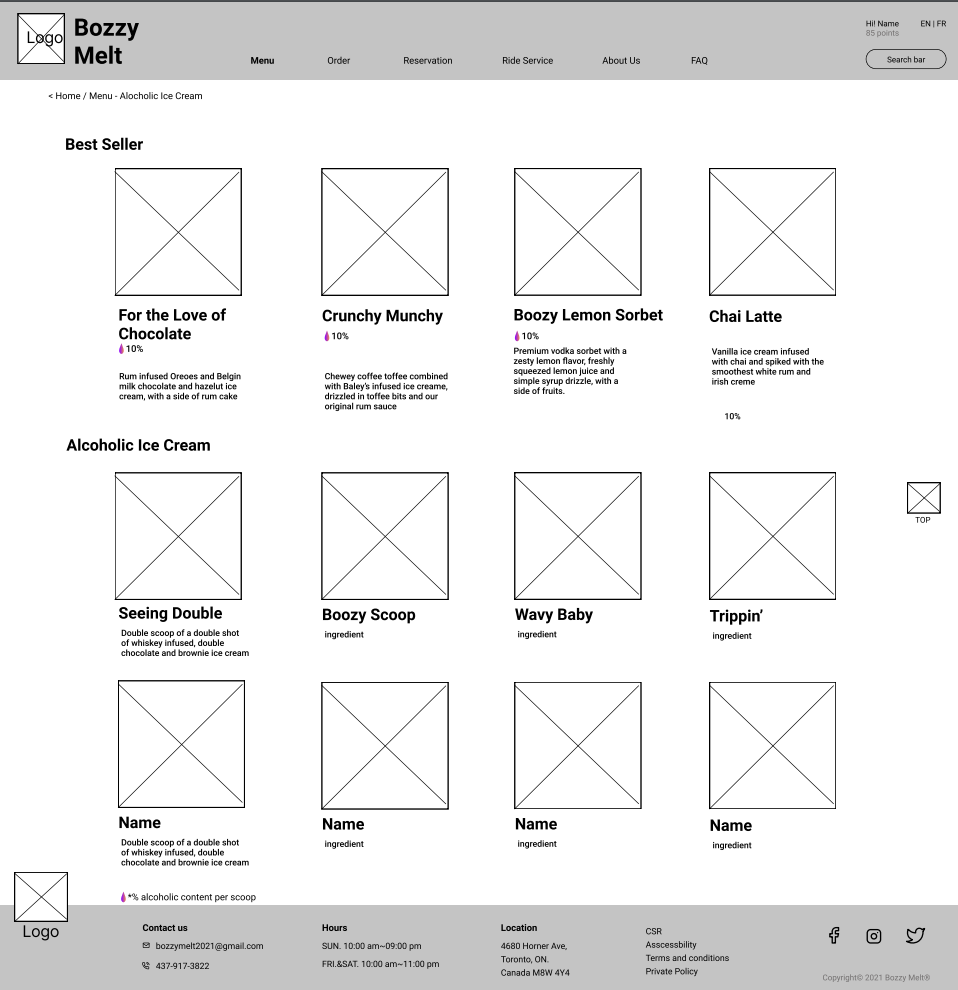 Logo
Bozzy
Melt
Menu
Order
Reservation
Ride Service
About Us
FAQ
Hi! Name
85 points
EN | FR
Search bar
< Home / Menu - Alocholic Ice Cream
Best Seller
For the Love of
Chocolate
10%
Rum infused Oreoes and Belgin
milk chocolate and hazelut ice
cream, with a side of rum cake
Crunchy Munchy
10%
Chewey coffee toffee combined
with Baley's infused ice creame,
drizzled in toffee bits and our
original rum sauce
Boozy Lemon Sorbet
10%
Premium vodka sorbet with a
zesty lemon flavor, freshly
squeezed lemon juice and
simple syrup drizzle, with a
side of fruits.
Chai Latte
Vanilla ice cream infused
with chai and spiked with the
smoothest white rum and
irish creme
10%
Alcoholic Ice Cream
Seeing Double
Double scoop of a double shot
of whiskey infused, double
chocolate and brownie ice cream
Boozy Scoop
ingredient
Wavy Baby
ingredient
Trippin'
ingredient
TOP
Name
Double scoop of a double shot
of whiskey infused, double
chocolate and brownie ice cream
Name
ingredient
Name
ingredient
Name
ingredient
*% alcoholic content per scoop
Logo
Contact us
bozzymelt2021@gmail.com
437-917-3822
Hours
SUN. 10:00 am~09:00 pm
FRI.&SAT. 10:00 am~11:00 pm
Location
4680 Horner Ave,
Toronto, ON.
Canada M8W 4Y4
CSR
Asscessbility
Terms and conditions
Private Policy
Copyright© 2021 Bozzy Melt®